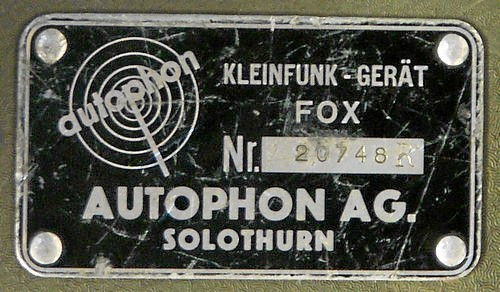 autophon
KLEINFUNK-GERÄT
FOX
Nr. 20748 R
AUTOPHON AG.
SOLOTHURN